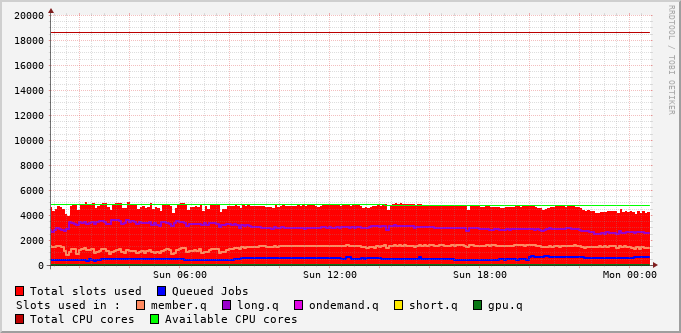 20000
18000
16000
14000
12000
10000
8000
6000
4000
2000
0
Sun 06:00 Sun 12:00 Sun 18:00 Mon 00:00
RRDTOOL / TOBI OETIKER
Total slots used Queued Jobs
Slots used in : member.q long.q ondemand.q short.q gpu.q
Total CPU cores Available CPU cores